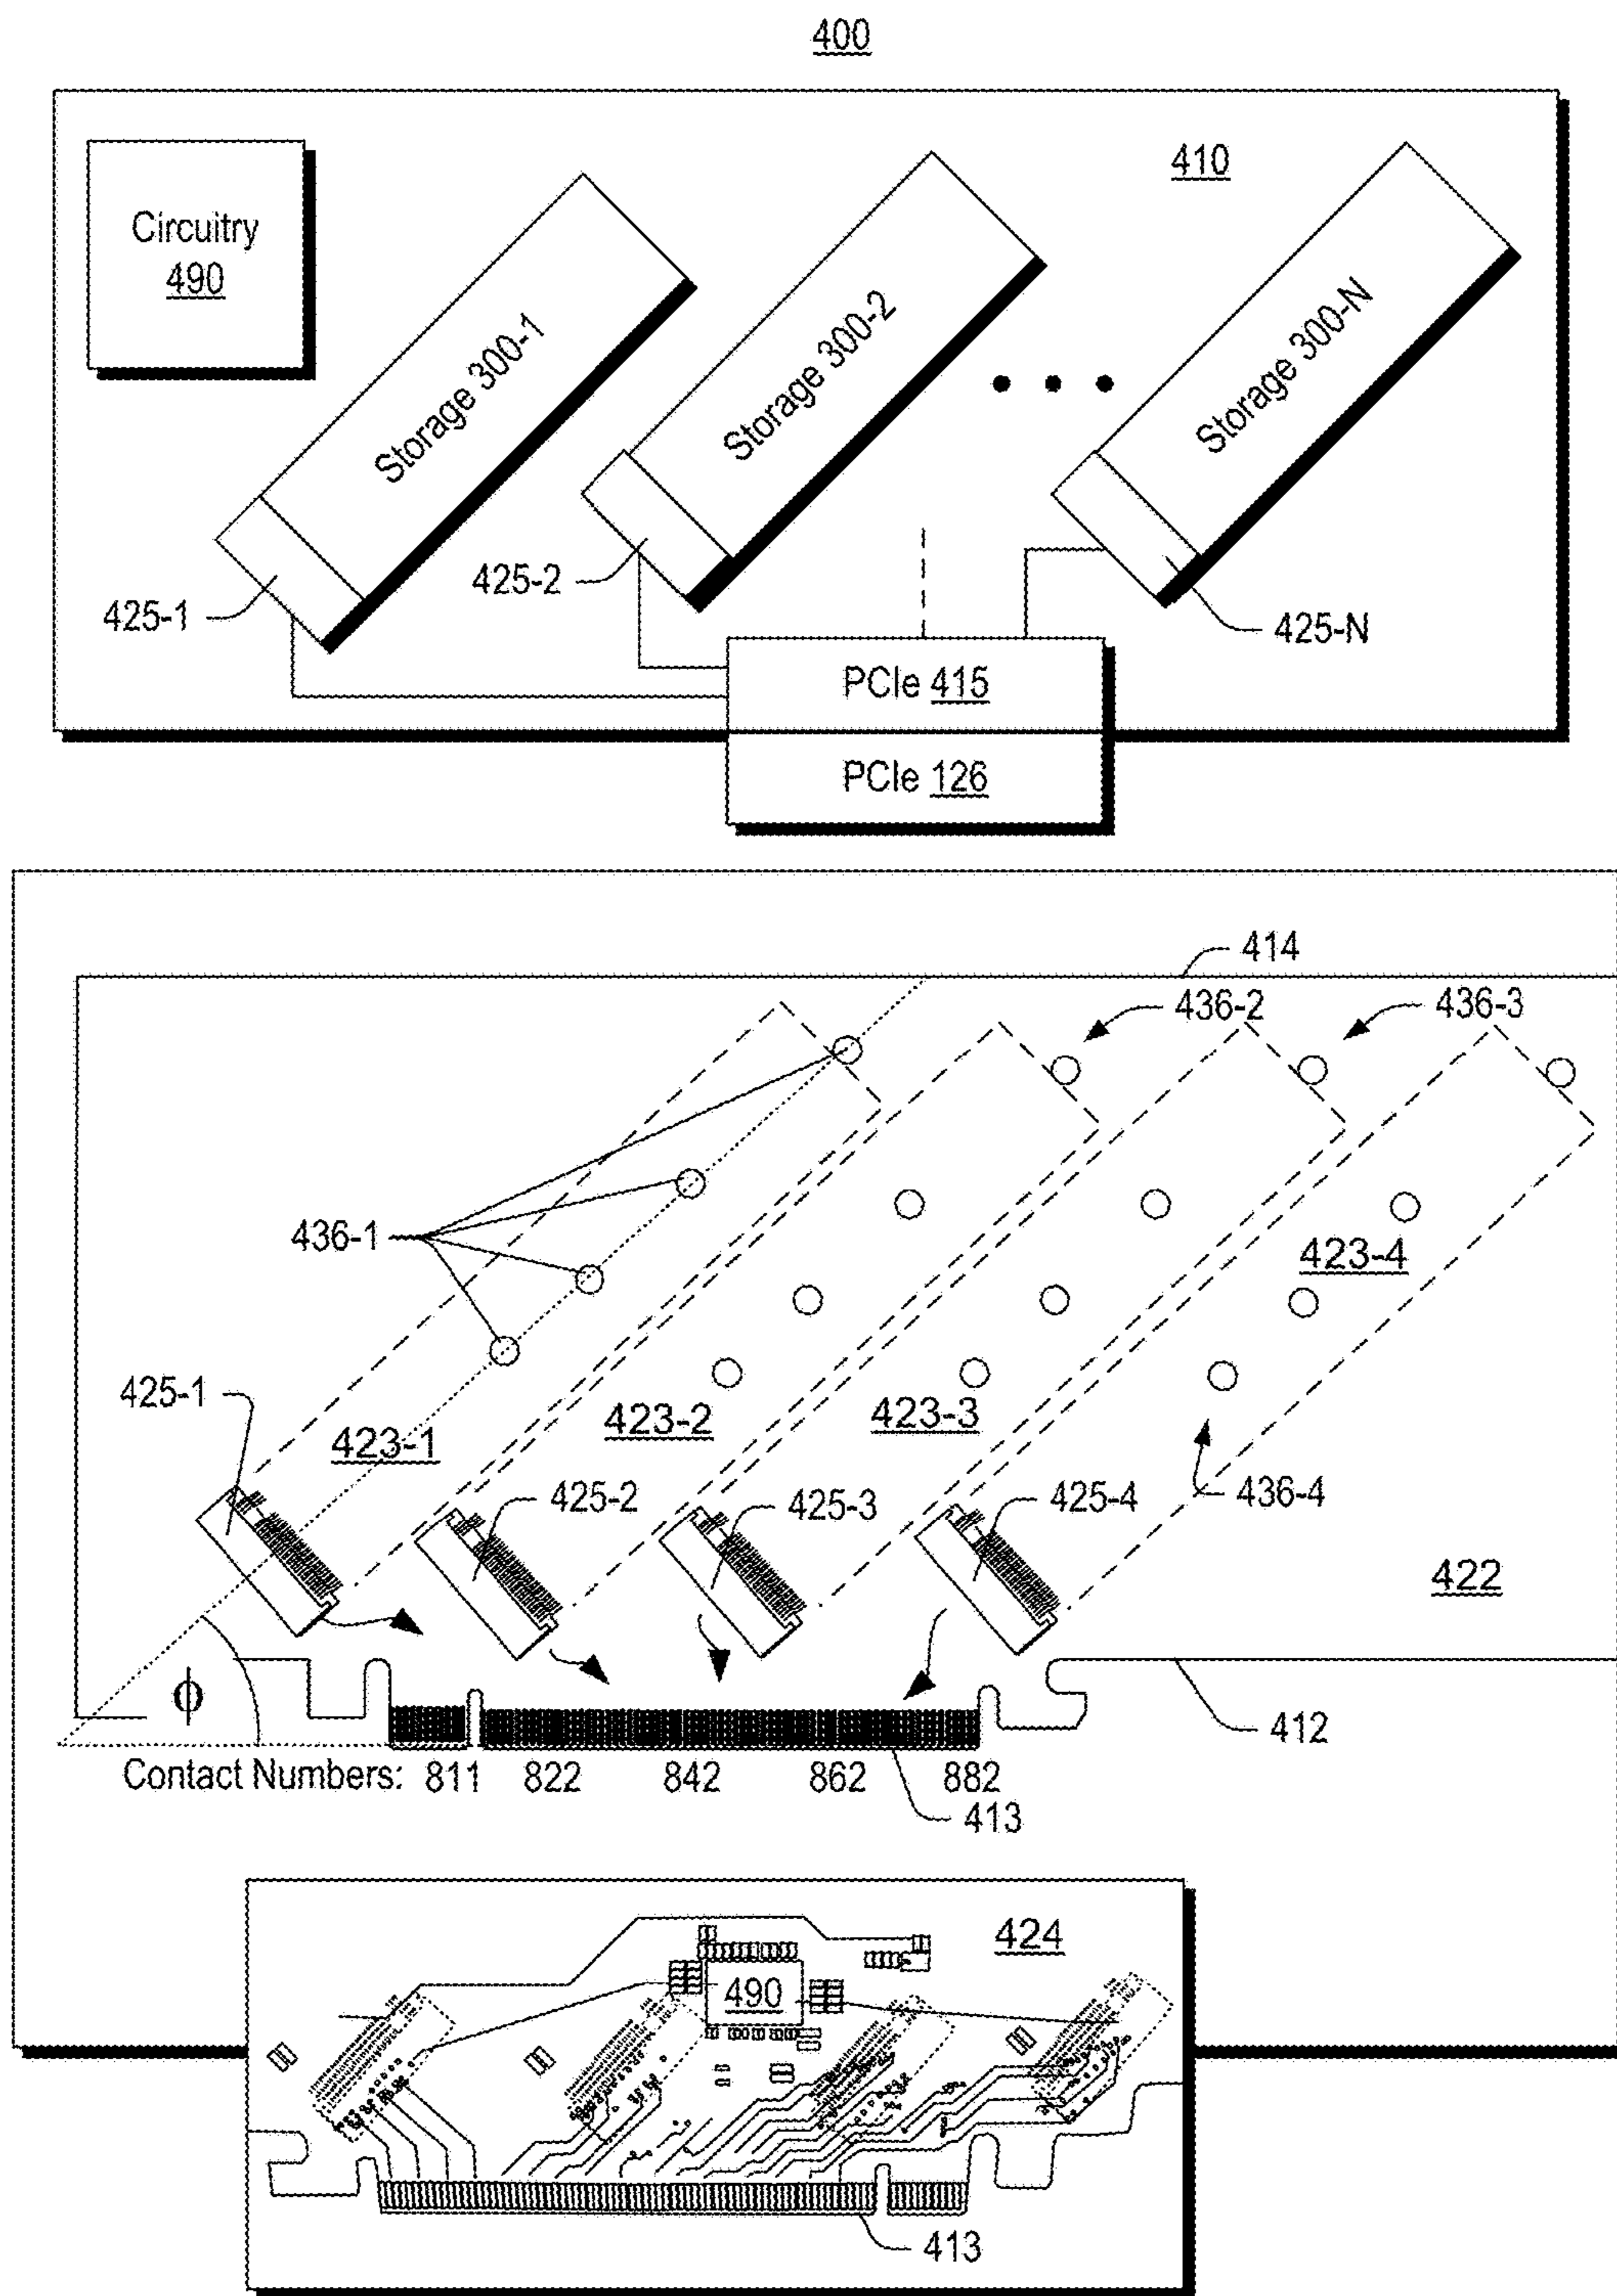 400
410
Circuitry
490
Storage 300-1
Storage 300-2
Storage 300-N
425-1
425-2
425-N
PCIe 415
PCIe 126
414
436-2
436-3
436-1
423-4
425-1
423-1
423-2
423-3
425-2
425-3
425-4
436-4
422
ϕ
412
Contact Numbers: 811 822 842 862 882
413
424
490
413